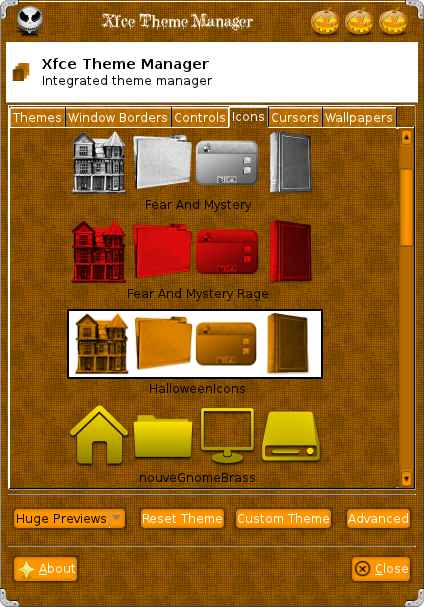 Xfce Theme Manager
Xfce Theme Manager
Integrated theme manager
Themes Window Borders Controls Icons Cursors Wallpapers
Fear And Mystery
Fear And Mystery Rage
HalloweenIcons
nouveGnomeBrass
Huge Previews Reset Theme Custom Theme Advanced
About Close